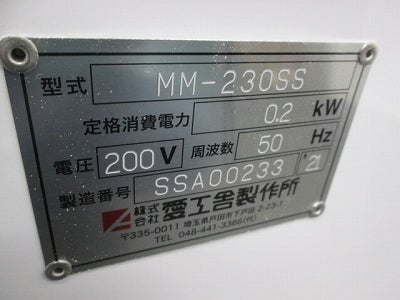 型式 MM-230SS
定格消費電力 0.2 kW
電圧 200 V 周波数 50 Hz
製造番号 SSA00233 '21
株式会社 愛工舎製作所
〒335-0011 埼玉県戸田市下戸田 2-23-1
TEL 048-441-3366(代)